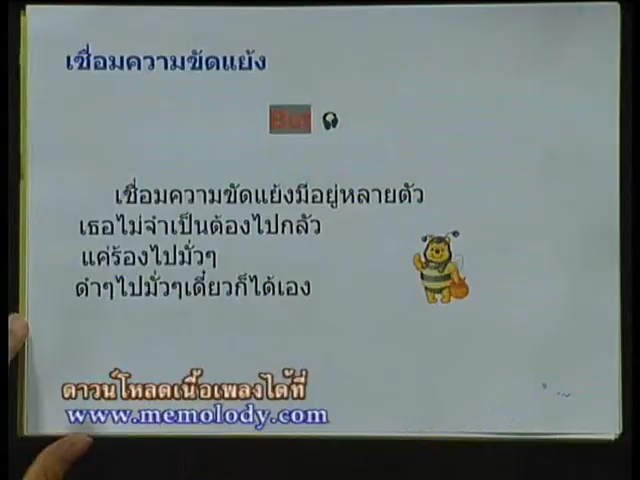 เชื่อมความขัดแย้ง
But
เชื่อมความขัดแย้งมีอยู่หลายตัว
เธอไม่จำเป็นต้องไปกลัว
แค่ร้องไปมั่วๆ
ดำๆไปมั่วๆเดี๋ยวก็ได้เอง
ดาวน์โหลดเนื้อเพลงได้ที่
www.memolody.com